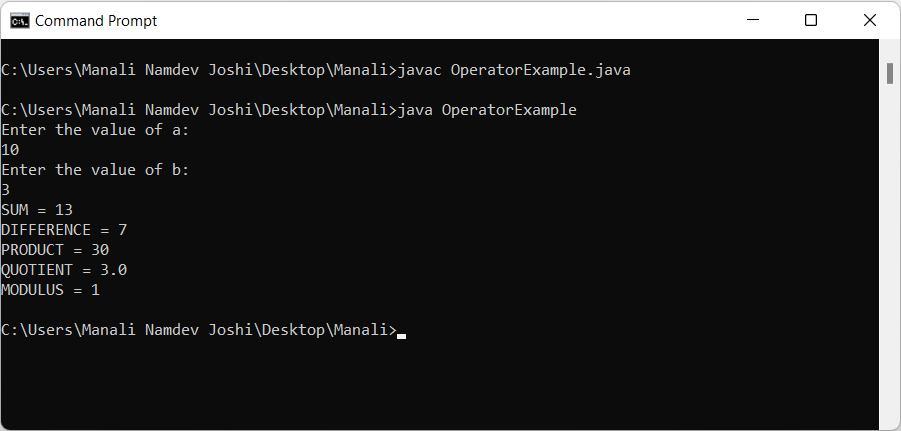 Command Prompt
C:\Users\Manali Namdev Joshi\Desktop\Manali>javac OperatorExample.java
C:\Users\Manali Namdev Joshi\Desktop\Manali>java OperatorExample
Enter the value of a:
10
Enter the value of b:
3
SUM = 13
DIFFERENCE = 7
PRODUCT = 30
QUOTIENT = 3.0
MODULUS = 1
C:\Users\Manali Namdev Joshi\Desktop\Manali>